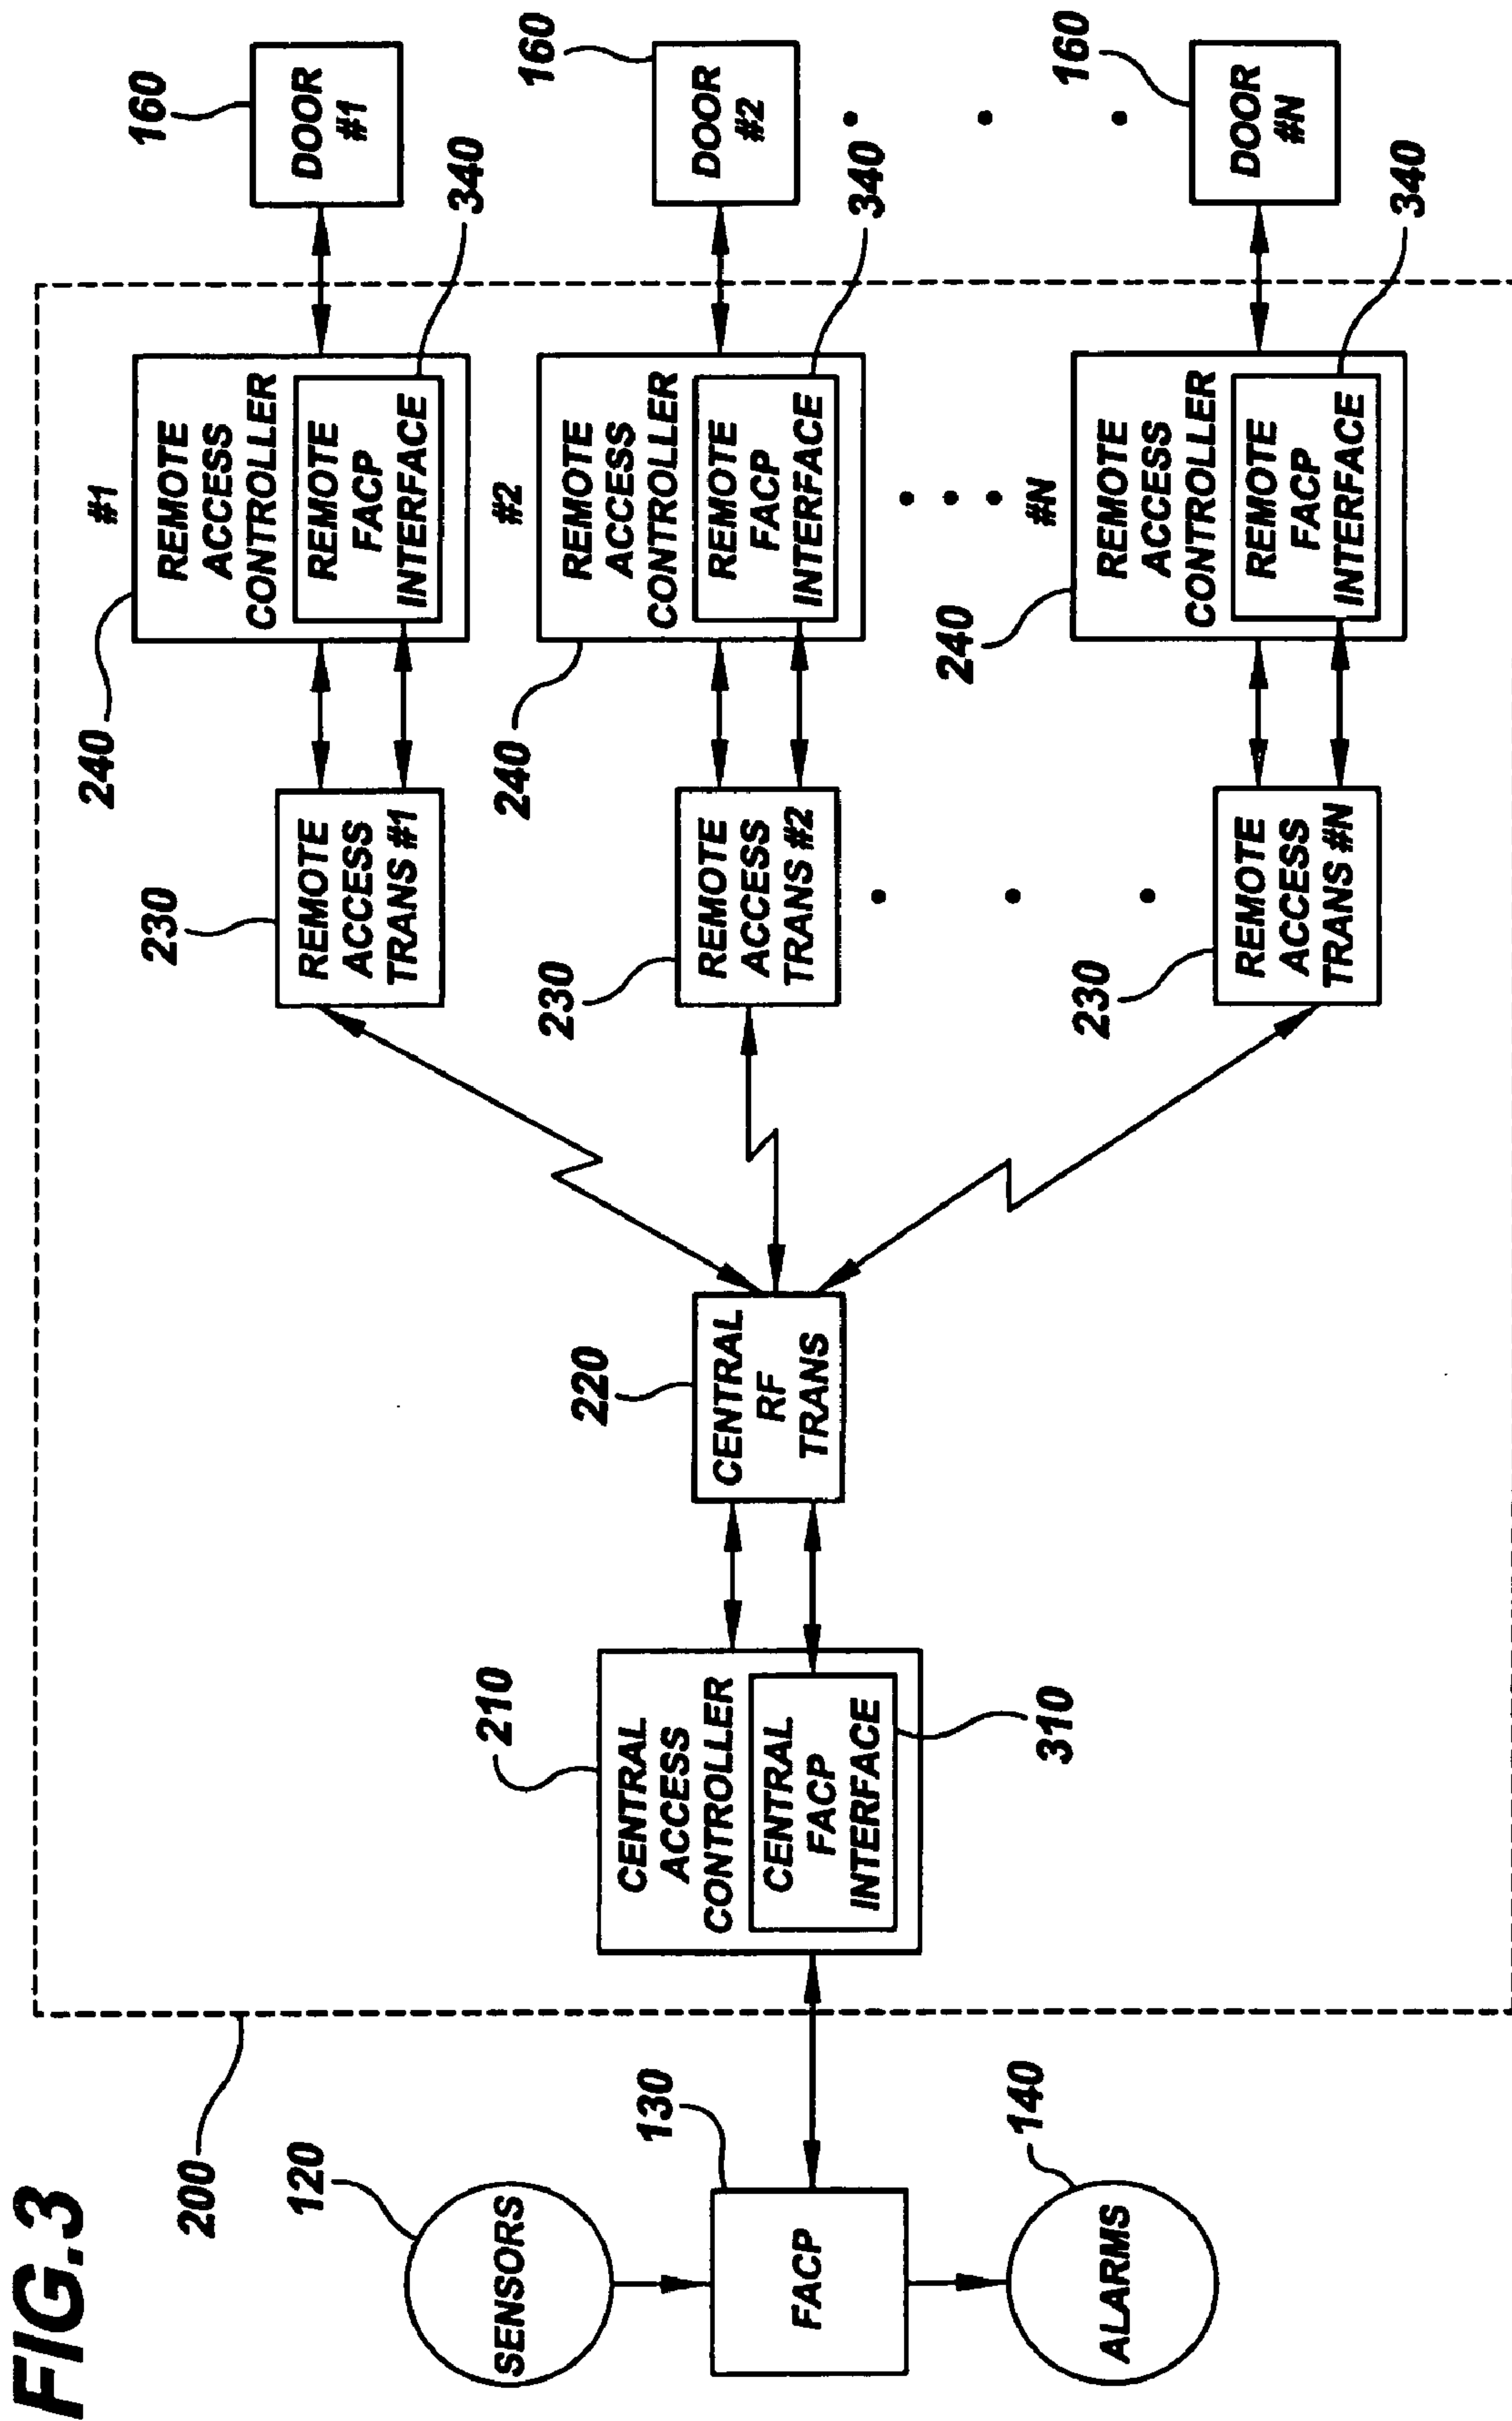 FIG.3
200
120
SENSORS
130
FACP
140
ALARMS
210
CENTRAL
ACCESS
CONTROLLER
CENTRAL
FACP
INTERFACE
310
220
CENTRAL
RF
TRANS
230
REMOTE
ACCESS
TRANS #1
240
#1
REMOTE
ACCESS
CONTROLLER
REMOTE
FACP
INTERFACE
340
160
DOOR
#1
230
REMOTE
ACCESS
TRANS #2
240
#2
REMOTE
ACCESS
CONTROLLER
REMOTE
FACP
INTERFACE
340
160
DOOR
#2
230
REMOTE
ACCESS
TRANS #N
240
#N
REMOTE
ACCESS
CONTROLLER
REMOTE
FACP
INTERFACE
340
160
DOOR
#N